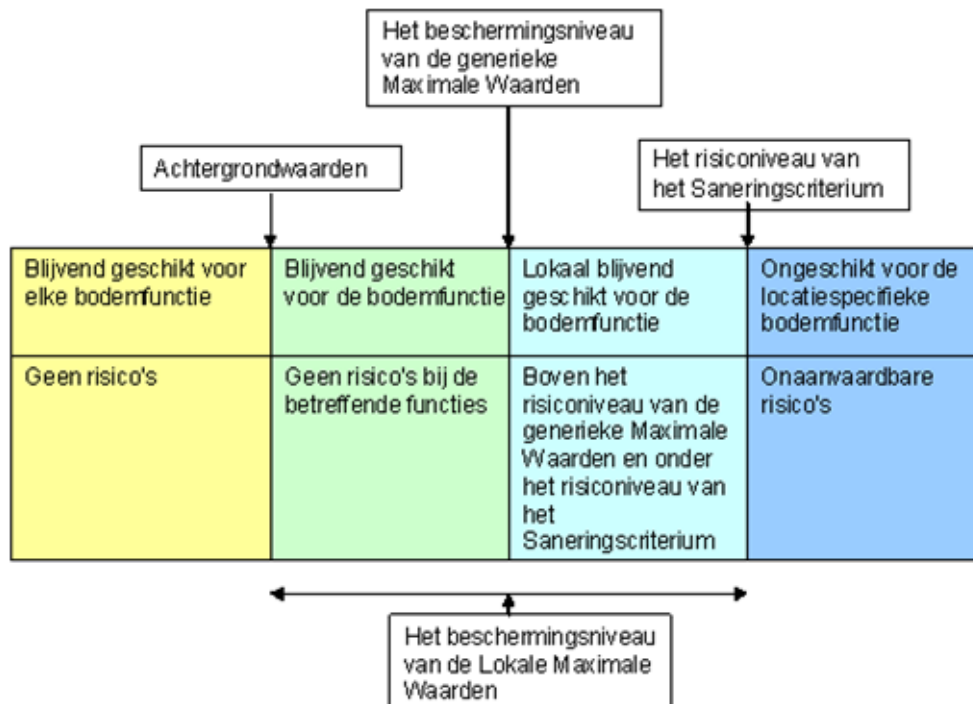 Het beschermingsniveau
van de generieke
Maximale Waarden
Achtergrondwaarden
Het risiconiveau van
het Saneringscriterium
Blijvend geschikt voor
elke bodemfunctie
Blijvend geschikt
voor de bodemfunctie
Lokaal blijvend
geschikt voor de
bodemfunctie
Ongeschikt voor de
locatiespecifieke
bodemfunctie
Geen risico's
Geen risico's bij de
betreffende functies
Boven het
risiconiveau van de
generieke Maximale
Waarden en onder
het risiconiveau van
het
Saneringscriterium
Onaanvaardbare
risico's
Het beschermingsniveau
van de Lokale Maximale
Waarden